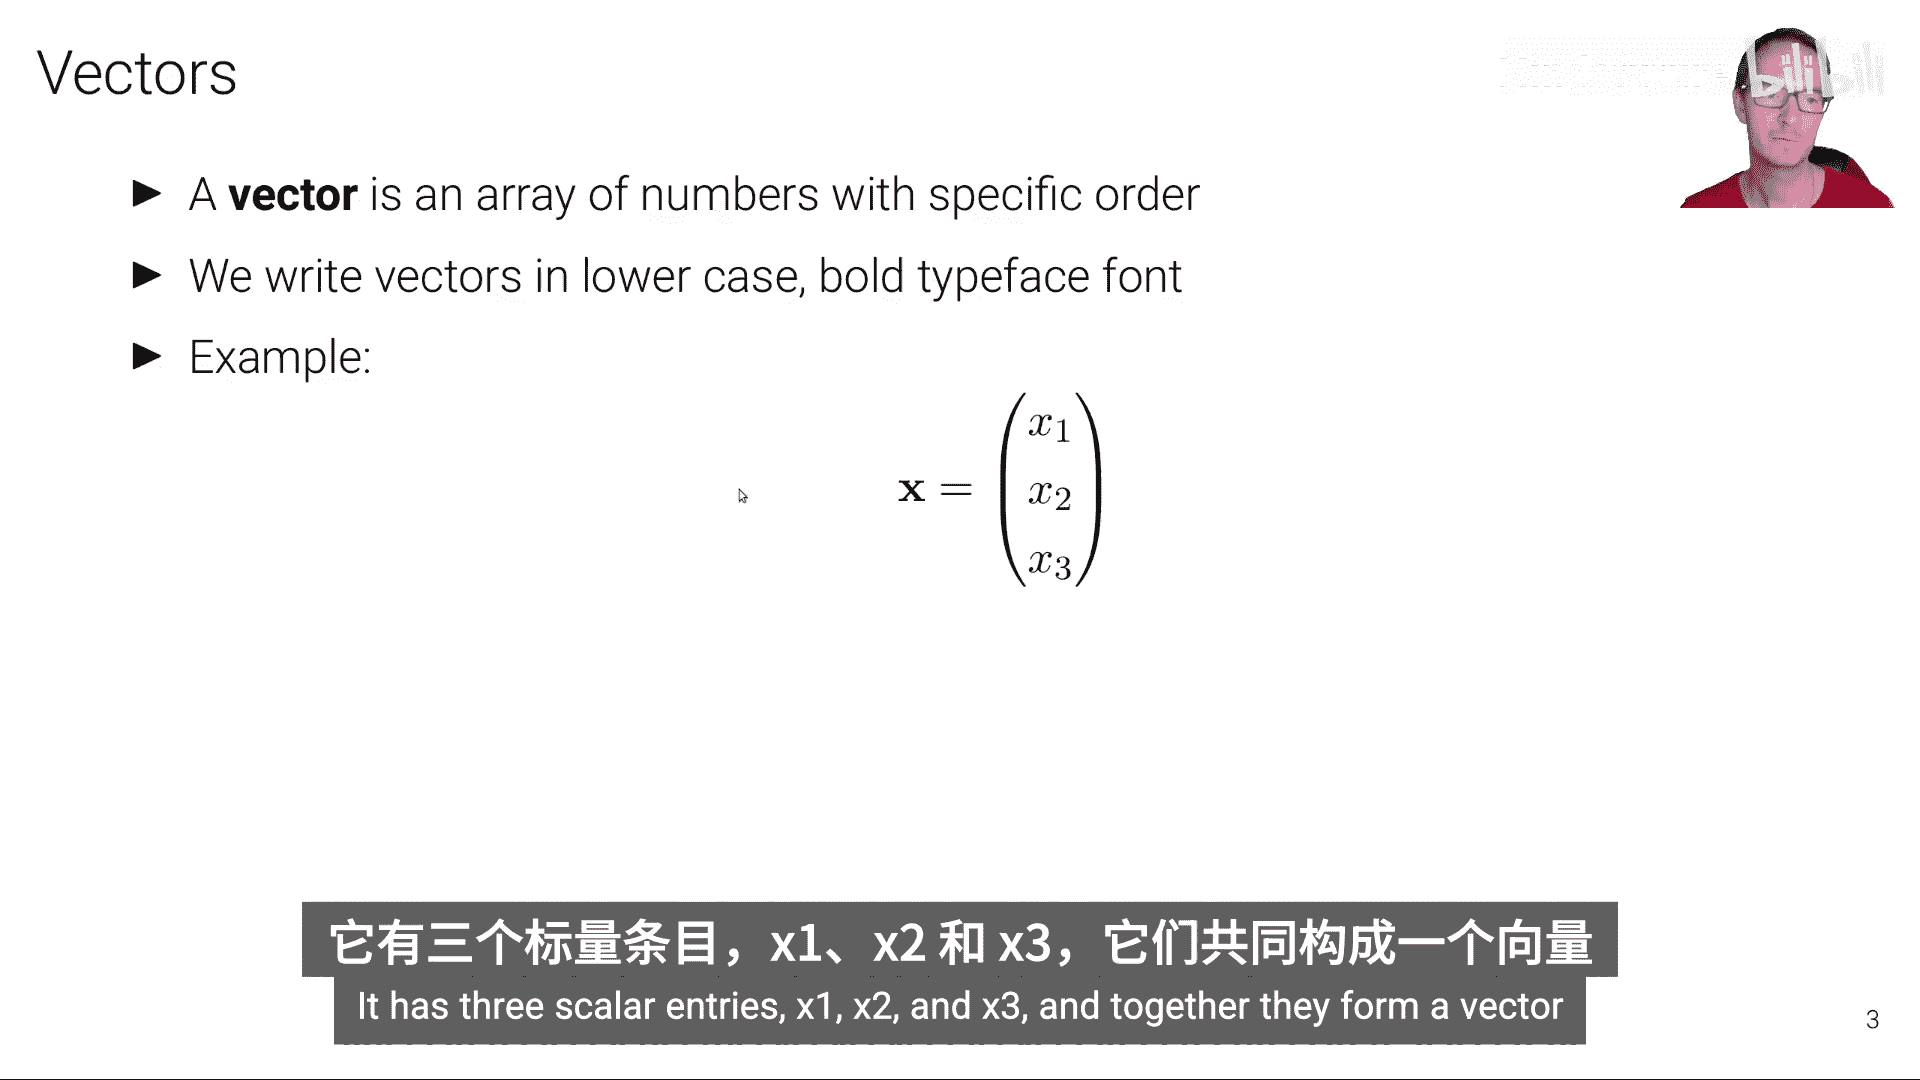 Vectors
bilibili
► A vector is an array of numbers with specific order
► We write vectors in lower case, bold typeface font
► Example:
x = (x1
x2
x3)
它有三个标量条目，x1、x2 和 x3，它们共同构成一个向量
It has three scalar entries, x1, x2, and x3, and together they form a vector
3